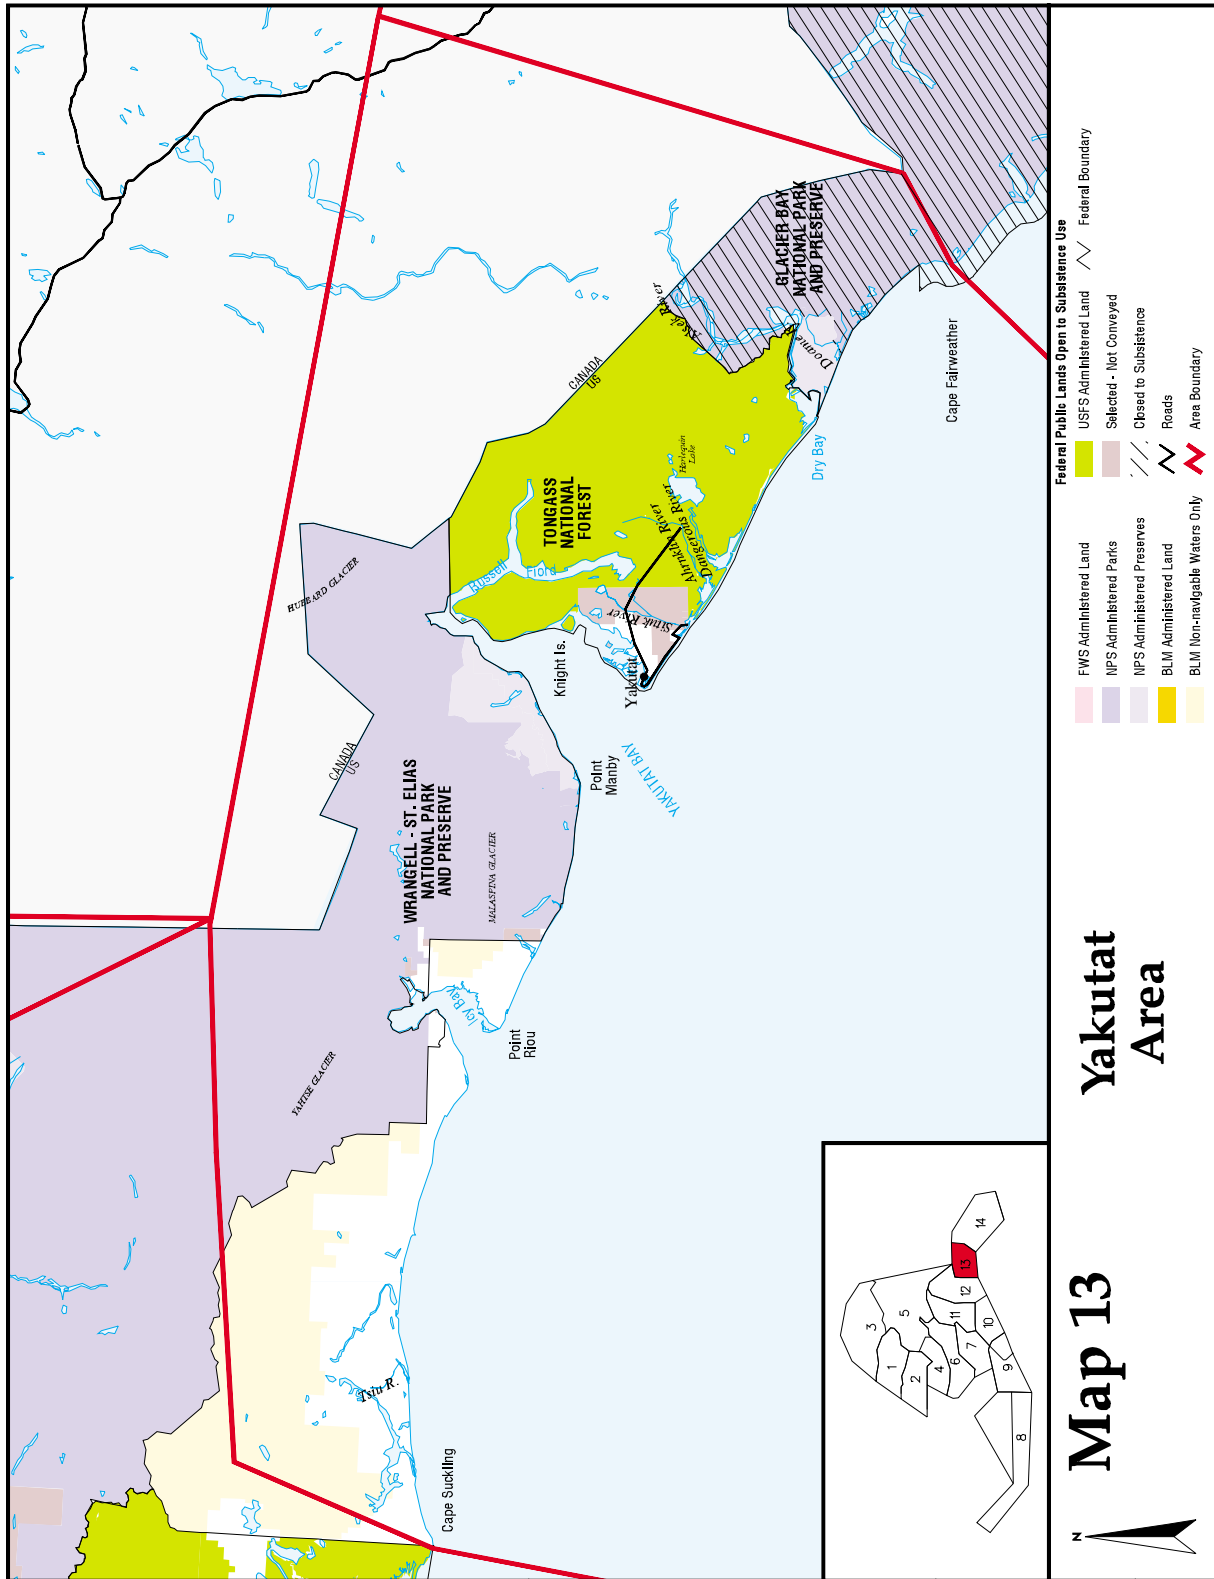 HUBBARD GLACIER
CANADA
US
WRANGELL - ST. ELIAS
NATIONAL PARK
AND PRESERVE
MALASPINA GLACIER
YAHTSE GLACIER
Icy Bay
Point
Riou
Tsiu R.
Cape Suckling
Point
Manby
YAKUTAT BAY
Knight Is.
Yakutat
Russell Fiord
TONGASS
NATIONAL
FOREST
Situk River
Ahrnklin River
Dangerous River
Harlequin
Lake
CANADA
US
Alsek River
GLACIER BAY
NATIONAL PARK
AND PRESERVE
Doame R.
Dry Bay
Cape Fairweather
1
2
3
4
5
6
7
8
9
10
11
12
13
14
N
Map 13
Yakutat
Area
Federal Public Lands Open to Subsistence Use
FWS Administered Land
NPS Administered Parks
NPS Administered Preserves
BLM Administered Land
BLM Non-navigable Waters Only
USFS Administered Land
Selected - Not Conveyed
Closed to Subsistence
Roads
Area Boundary
Federal Boundary